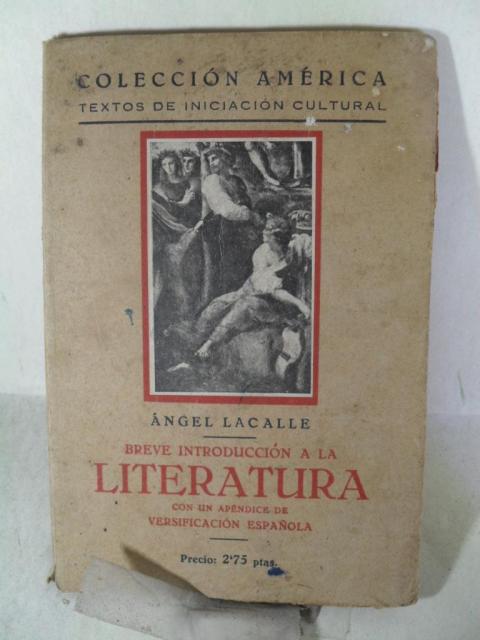 COLECCIÓN AMÉRICA
TEXTOS DE INICIACIÓN CULTURAL
ÁNGEL LACALLE
BREVE INTRODUCCIÓN A LA
LITERATURA
CON UN APÉNDICE DE
VERSIFICACIÓN ESPAÑOLA
Precio: 2'75 ptas.